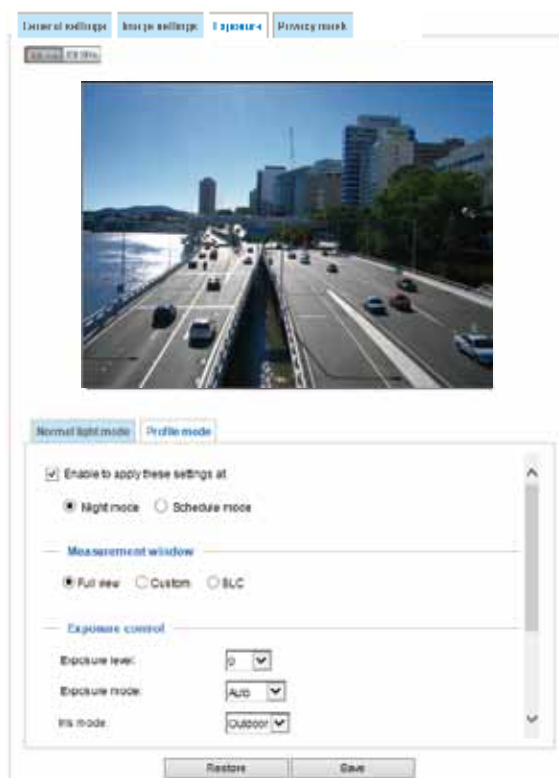 General settings Image settings Exposure Privacy mask
Normal light mode Profile mode
Enable to apply these settings at
Night mode Schedule mode
Measurement window
Full view Custom BLC
Exposure control
Exposure level: 0
Exposure mode: Auto
Iris mode: Outdoor
Restore Save